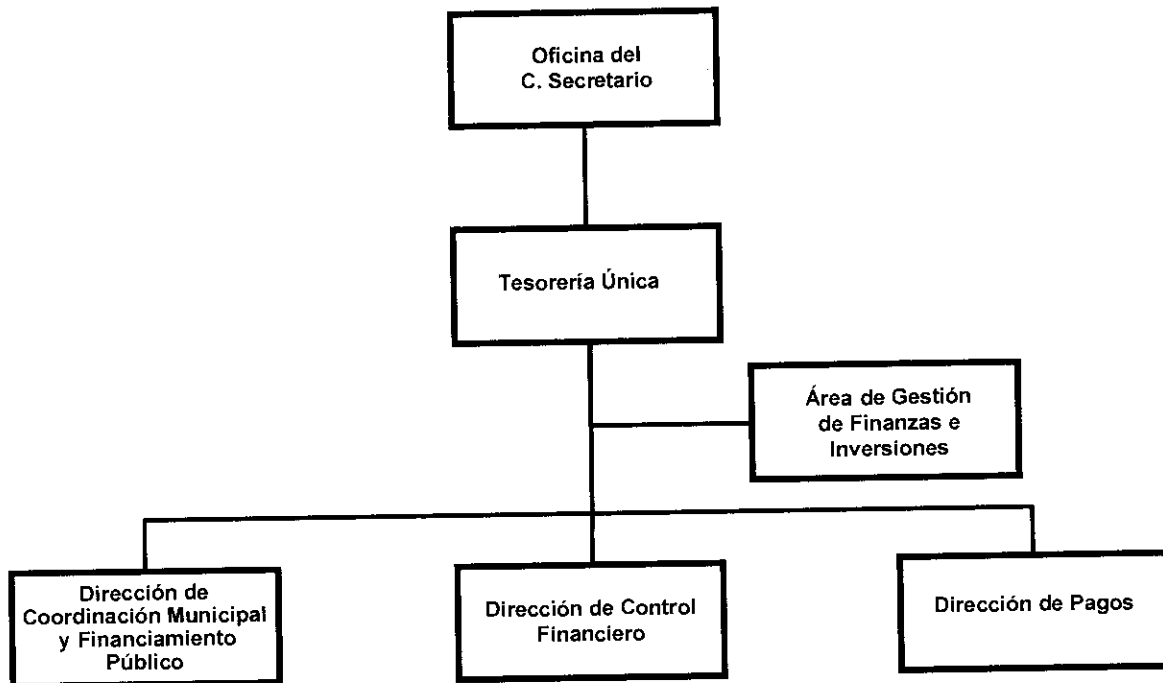 Oficina del
C. Secretario
Tesorería Única
Área de Gestión
de Finanzas e
Inversiones
Dirección de
Coordinación Municipal
y Financiamiento
Público
Dirección de Control
Financiero
Dirección de Pagos